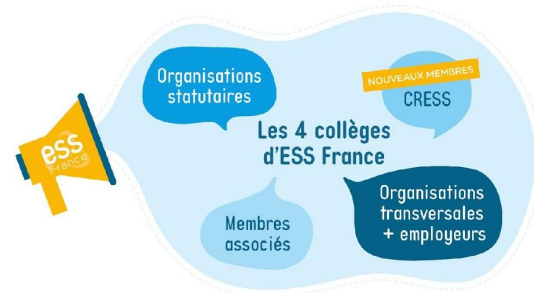 ess
France
Organisations
statutaires
NOUVEAUX MEMBRES
CRESS
Les 4 collèges
d'ESS France
Membres
associés
Organisations
transversales
+ employeurs